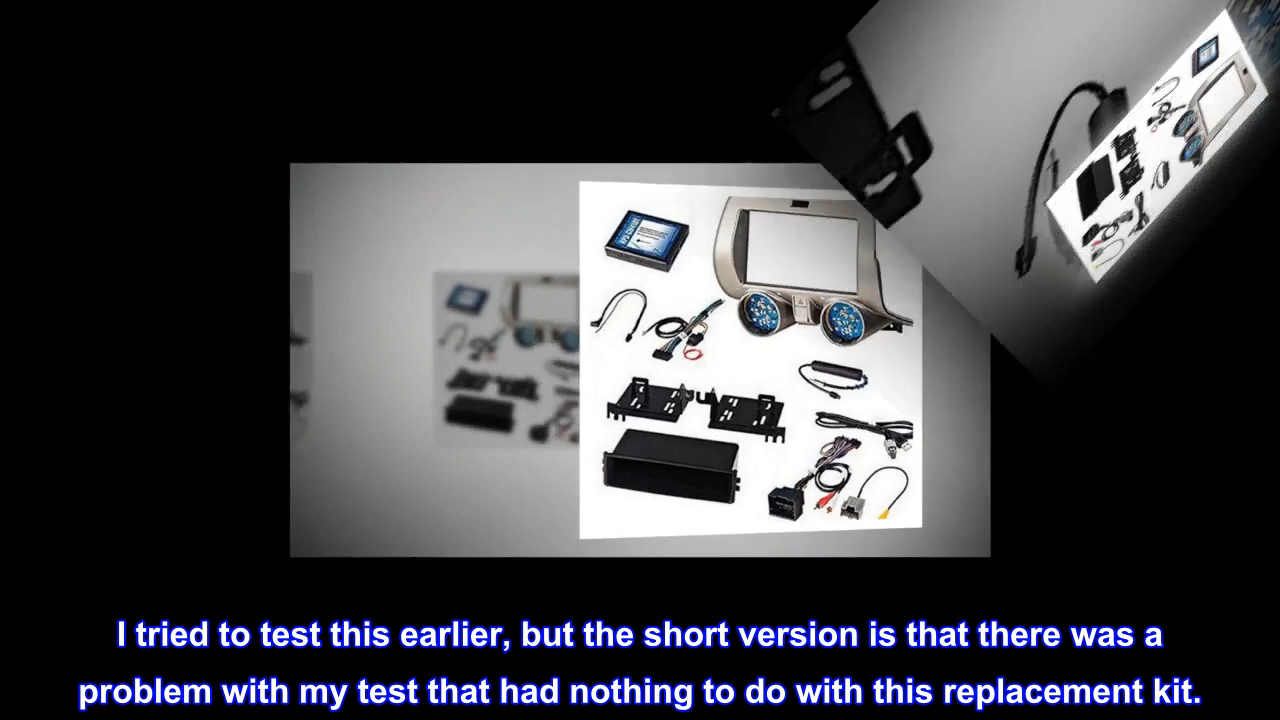 I tried to test this earlier, but the short version is that there was a
problem with my test that had nothing to do with this replacement kit.